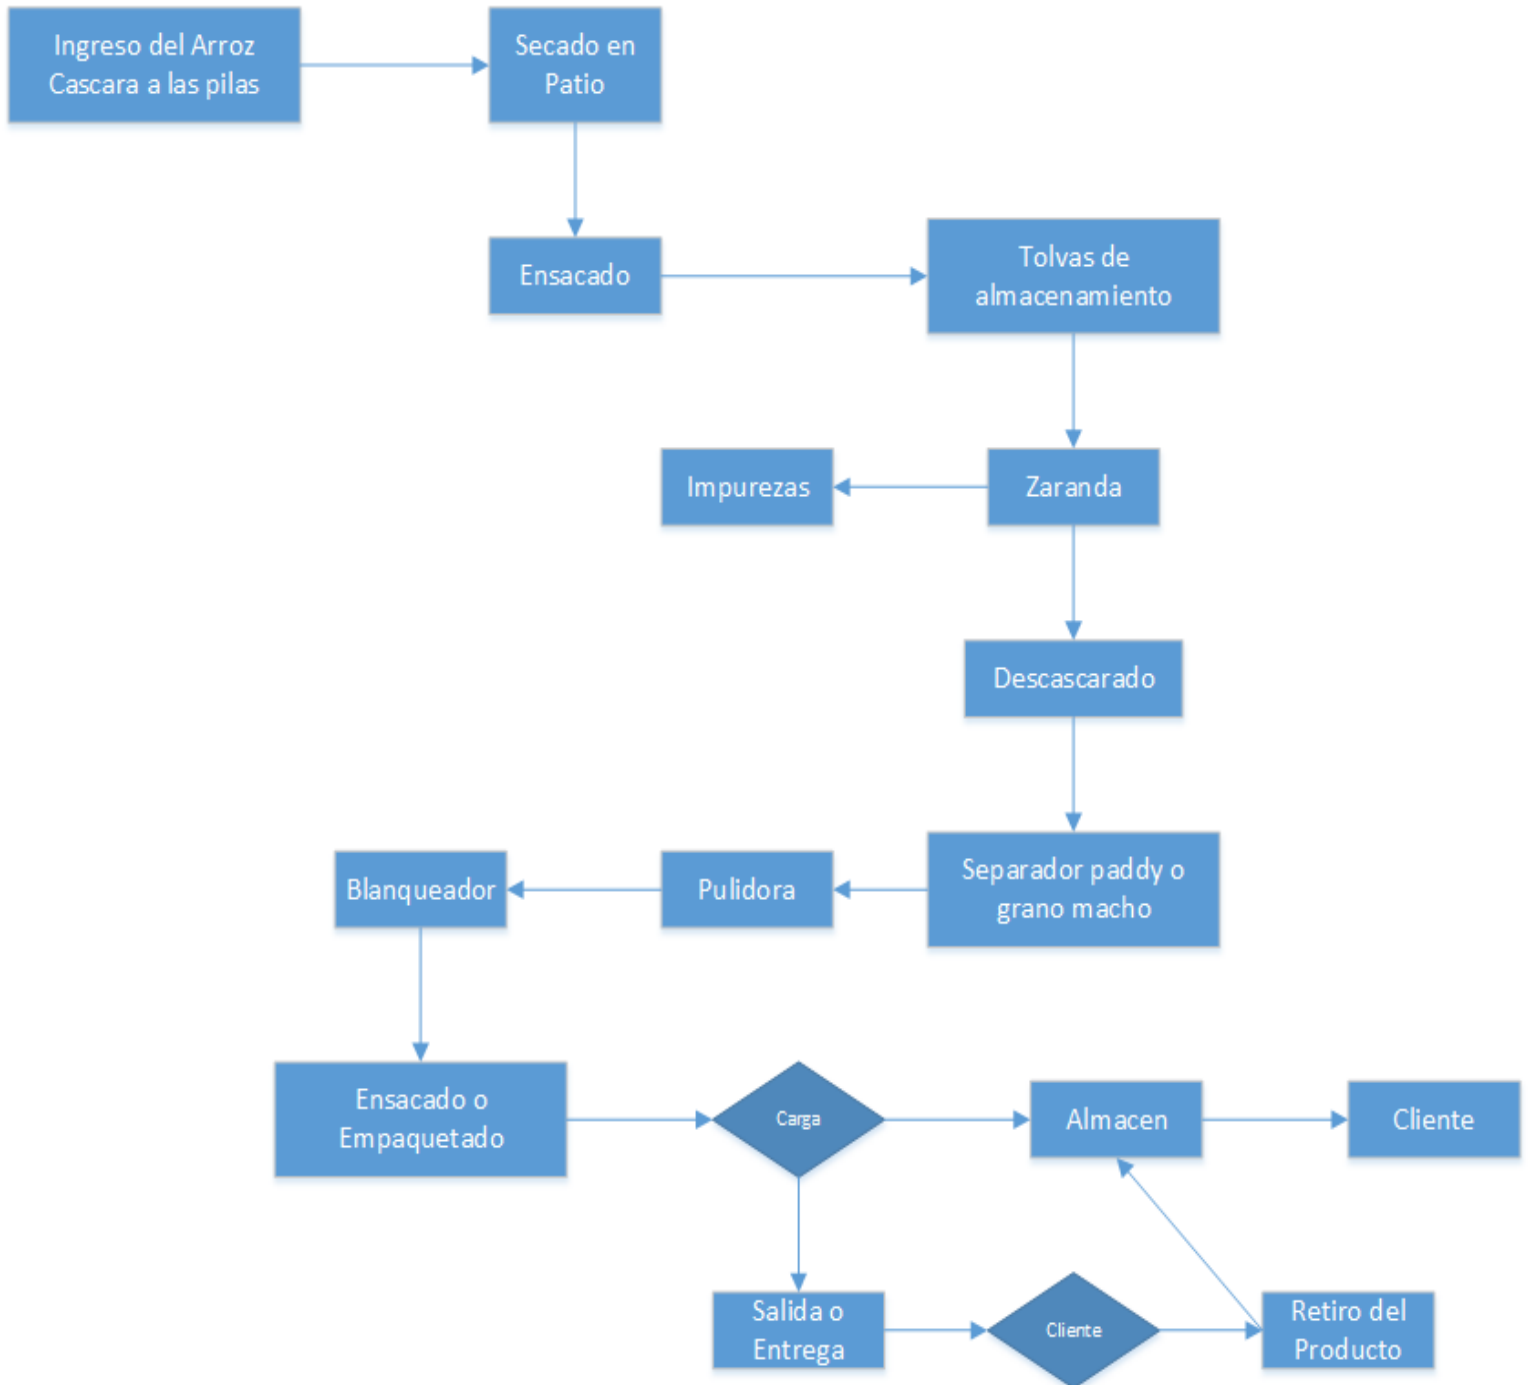 Ingreso del Arroz
Cascara a las pilas
Secado en
Patio
Ensacado
Tolvas de
almacenamiento
Impurezas
Zaranda
Descascarado
Blanqueador
Pulidora
Separador paddy o
grano macho
Ensacado o
Empaquetado
Carga
Almacen
Cliente
Salida o
Entrega
Cliente
Retiro del
Producto